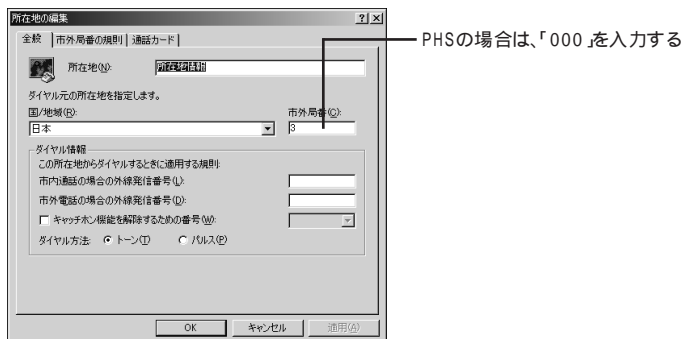 所在地の編集
全般 市外局番の規則 通話カード
所在地(N): 所在地情報
ダイヤル元の所在地を指定します。
国/地域(R): 市外局番(C):
日本 3
ダイヤル情報
この所在地からダイヤルするときに適用する規則:
市内通話の場合の外線発信番号(L):
市外電話の場合の外線発信番号(D):
キャッチホン機能を解除するための番号(W):
ダイヤル方法: トーン(T) パルス(P)
OK キャンセル 適用(A)
PHSの場合は、「000」を入力する